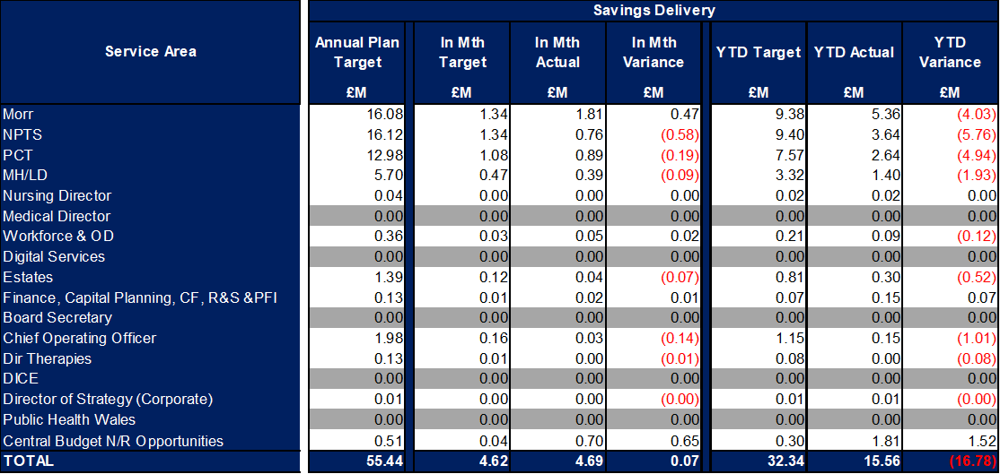 Savings Delivery
Service Area
Annual Plan Target In Mth Target In Mth Actual In Mth Variance YTD Target YTD Actual YTD Variance
£M £M £M £M £M £M £M
Morr 16.08 1.34 1.81 0.47 9.38 5.36 (4.03)
NPTS 16.12 1.34 0.76 (0.58) 9.40 3.64 (5.76)
PCT 12.98 1.08 0.89 (0.19) 7.57 2.64 (4.94)
MH/LD 5.70 0.47 0.39 (0.09) 3.32 1.40 (1.93)
Nursing Director 0.04 0.00 0.00 0.00 0.02 0.02 0.00
Medical Director 0.00 0.00 0.00 0.00 0.00 0.00 0.00
Workforce & OD 0.36 0.03 0.05 0.02 0.21 0.09 (0.12)
Digital Services 0.00 0.00 0.00 0.00 0.00 0.00 0.00
Estates 1.39 0.12 0.04 (0.07) 0.81 0.30 (0.52)
Finance, Capital Planning, CF, R&S &PFI 0.13 0.01 0.02 0.01 0.07 0.15 0.07
Board Secretary 0.00 0.00 0.00 0.00 0.00 0.00 0.00
Chief Operating Officer 1.98 0.16 0.03 (0.14) 1.15 0.15 (1.01)
Dir Therapies 0.13 0.01 0.00 (0.01) 0.08 0.00 (0.08)
DICE 0.00 0.00 0.00 0.00 0.00 0.00 0.00
Director of Strategy (Corporate) 0.01 0.00 0.00 (0.00) 0.01 0.01 (0.00)
Public Health Wales 0.00 0.00 0.00 0.00 0.00 0.00 0.00
Central Budget N/R Opportunities 0.51 0.04 0.70 0.65 0.30 1.81 1.52
TOTAL 55.44 4.62 4.69 0.07 32.34 15.56 (16.78)